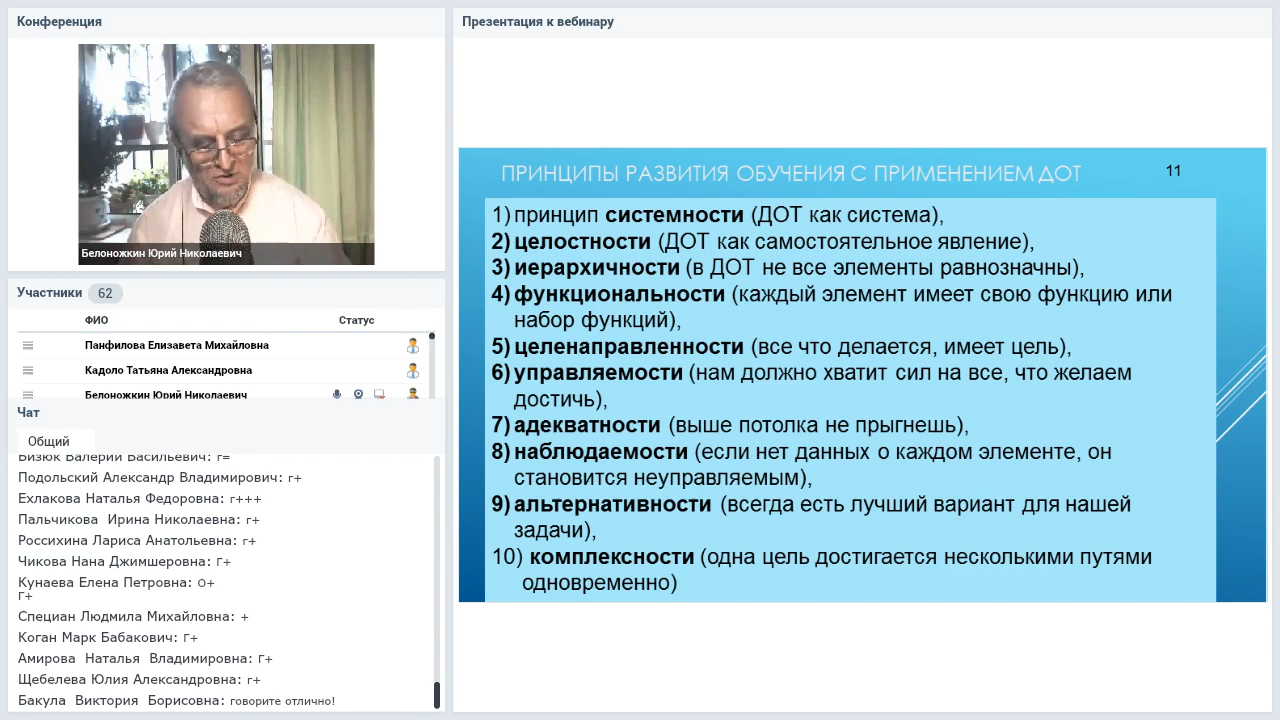 Конференция
Белоножкин Юрий Николаевич
Участники 62
ФИО Статус
Панфилова Елизавета Михайловна
Кадоло Татьяна Александровна
Белоножкин Юрий Николаевич
Чат
Общий
Визюк Валерий Васильевич: г=
Подольский Александр Владимирович: г+
Ехлакова Наталья Федоровна: г+++
Пальчикова Ирина Николаевна: г+
Россихина Лариса Анатольевна: г+
Чикова Нана Джимшеровна: Г+
Кунаева Елена Петровна: О+
Г+
Специан Людмила Михайловна: +
Коган Марк Бабакович: Г+
Амирова Наталья Владимировна: Г+
Щебелева Юлия Александровна: г+
Бакула Виктория Борисовна: говорите отлично!
Презентация к вебинару
ПРИНЦИПЫ РАЗВИТИЯ ОБУЧЕНИЯ С ПРИМЕНЕНИЕМ ДОТ
11
1) принцип системности (ДОТ как система),
2) целостности (ДОТ как самостоятельное явление),
3) иерархичности (в ДОТ не все элементы равнозначны),
4) функциональности (каждый элемент имеет свою функцию или
набор функций),
5) целенаправленности (все что делается, имеет цель),
6) управляемости (нам должно хватит сил на все, что желаем
достичь),
7) адекватности (выше потолка не прыгнешь),
8) наблюдаемости (если нет данных о каждом элементе, он
становится неуправляемым),
9) альтернативности (всегда есть лучший вариант для нашей
задачи),
10) комплексности (одна цель достигается несколькими путями
одновременно)